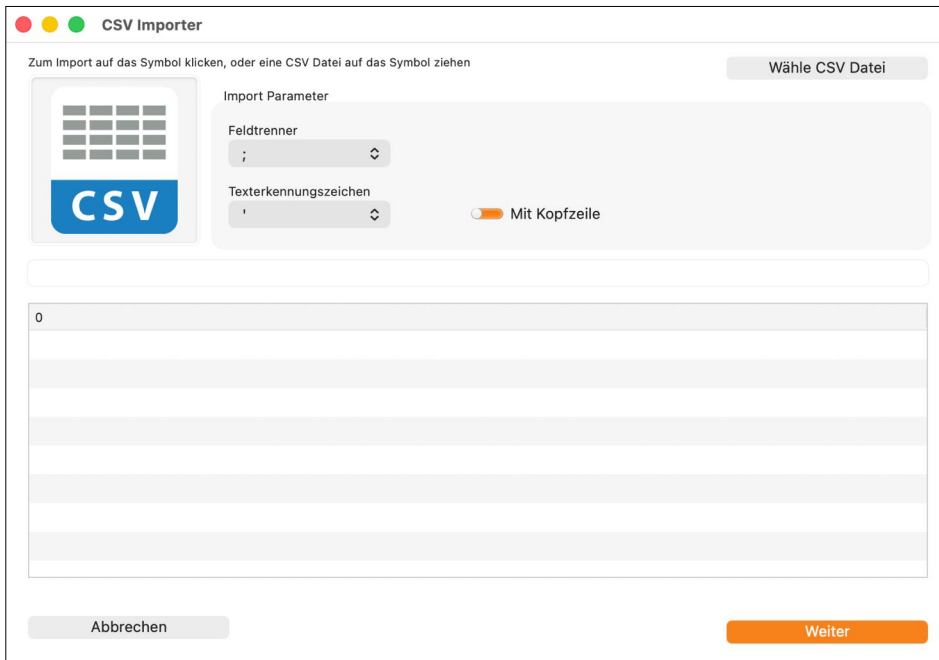 CSV Importer
Zum Import auf das Symbol klicken, oder eine CSV Datei auf das Symbol ziehen
Wähle CSV Datei
CSV
Import Parameter
Feldtrenner
;
Texterkennungszeichen
'
Mit Kopfzeile
0
Abbrechen
Weiter